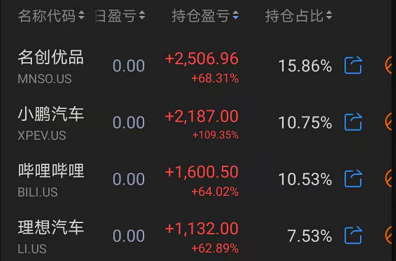 名称代码 日盈亏 持仓盈亏 持仓占比
名创优品 0.00 +2,506.96 15.86%
MNSO.US +68.31%
小鹏汽车 0.00 +2,187.00 10.75%
XPEV.US +109.35%
哔哩哔哩 0.00 +1,600.50 10.53%
BILI.US +64.02%
理想汽车 0.00 +1,132.00 7.53%
LI.US +62.89%